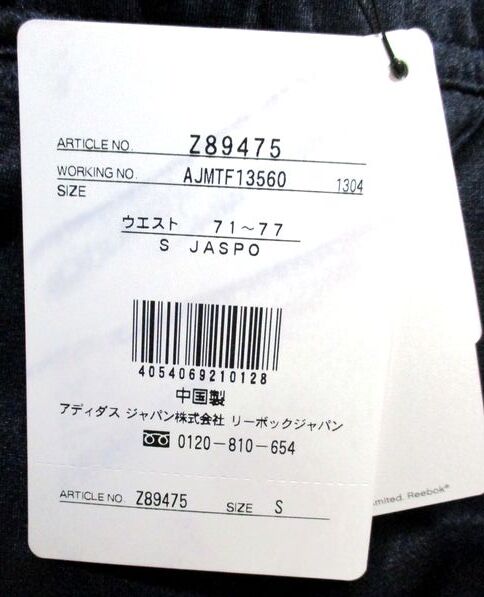 ARTICLE NO. Z89475
WORKING NO. AJMTF13560 1304
SIZE
ウエスト 71~77
S JASPO
4054069210128
中国製
アディダス ジャパン株式会社 リーボックジャパン
0120-810-654
ARTICLE NO Z89475 SIZE S
imited. Reebok®